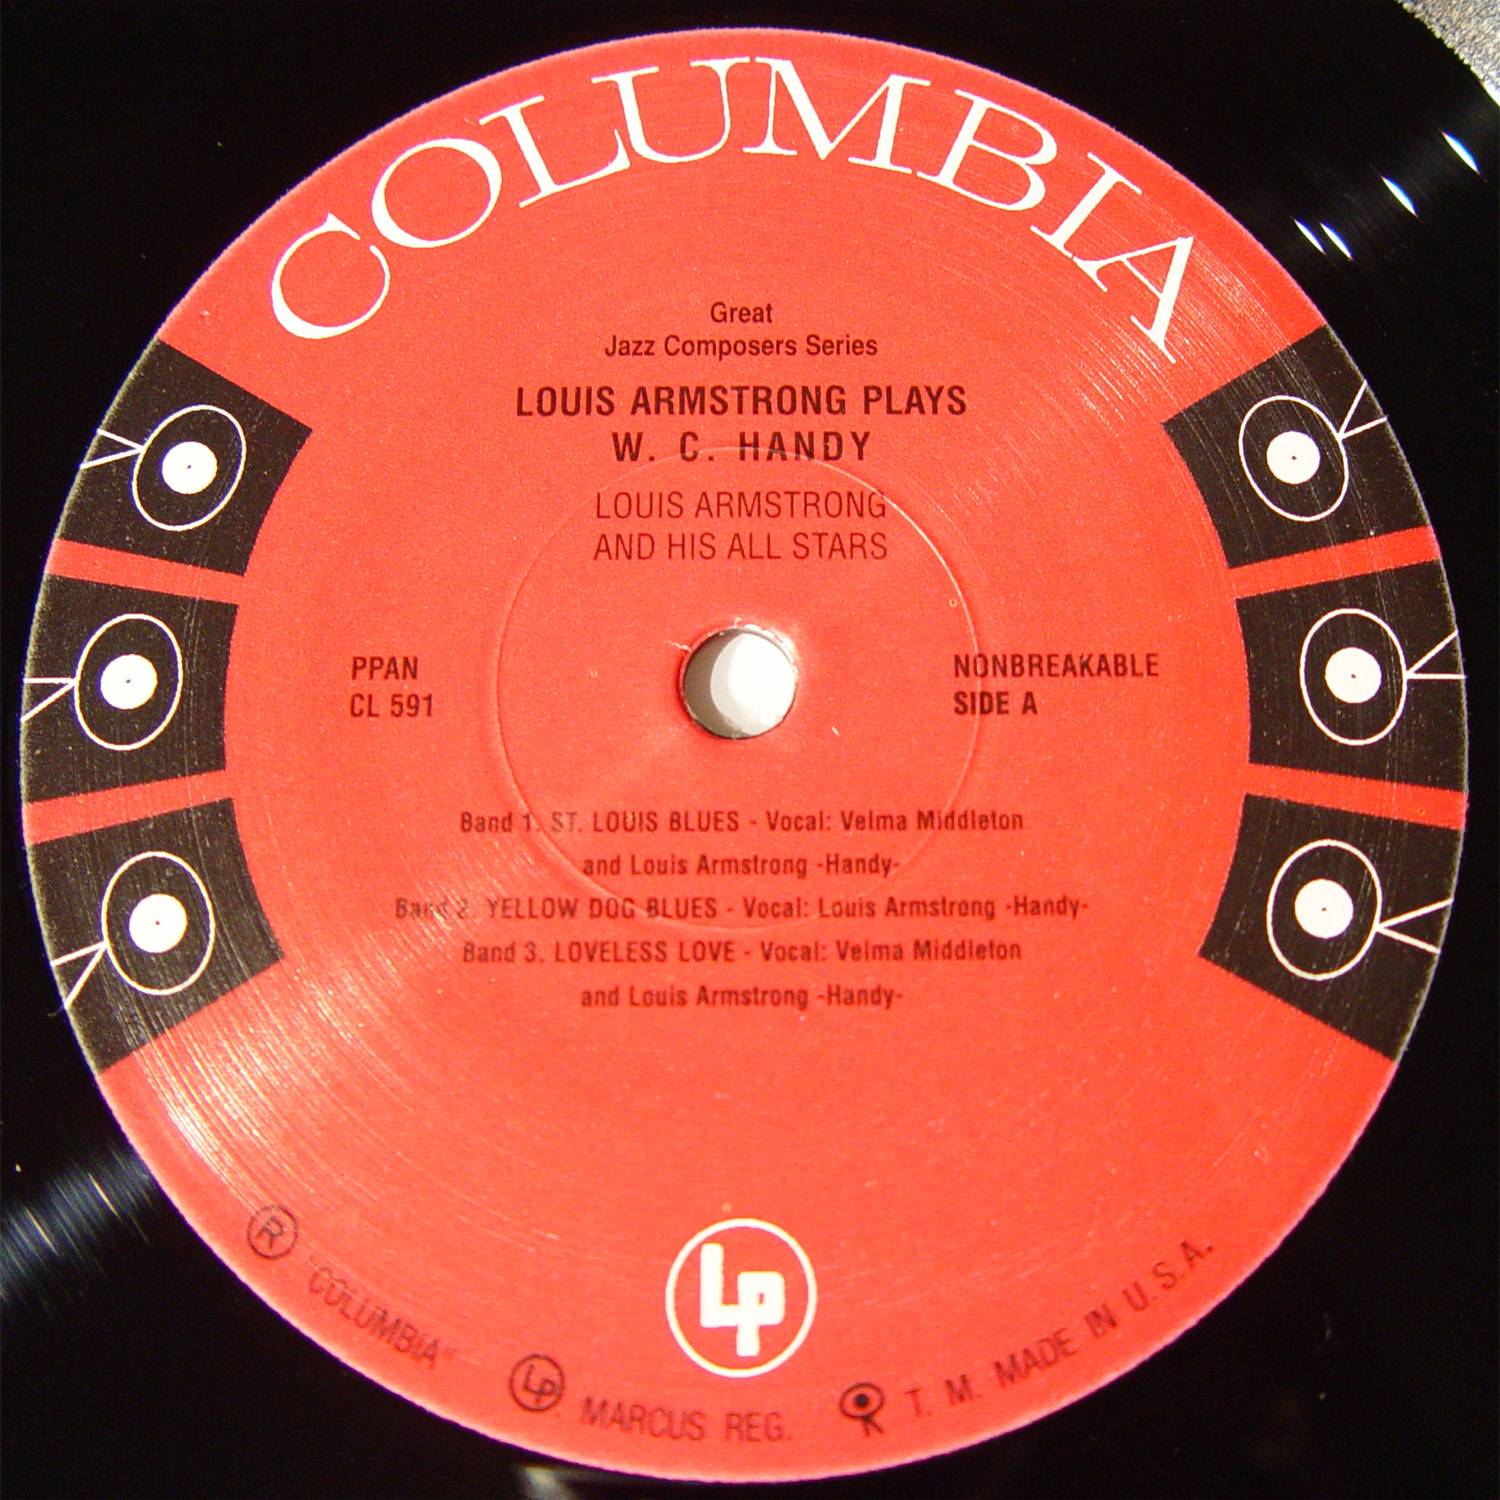 COLUMBIA
Great
Jazz Composers Series
LOUIS ARMSTRONG PLAYS
W. C. HANDY
LOUIS ARMSTRONG
AND HIS ALL STARS
PPAN
CL 591
NONBREAKABLE
SIDE A
Band 1. ST. LOUIS BLUES - Vocal: Velma Middleton
and Louis Armstrong -Handy-
Band 2. YELLOW DOG BLUES - Vocal: Louis Armstrong -Handy-
Band 3. LOVELESS LOVE - Vocal: Velma Middleton
and Louis Armstrong -Handy-
LP
® "COLUMBIA" LP MARCUS REG. T. M. MADE IN U.S.A.